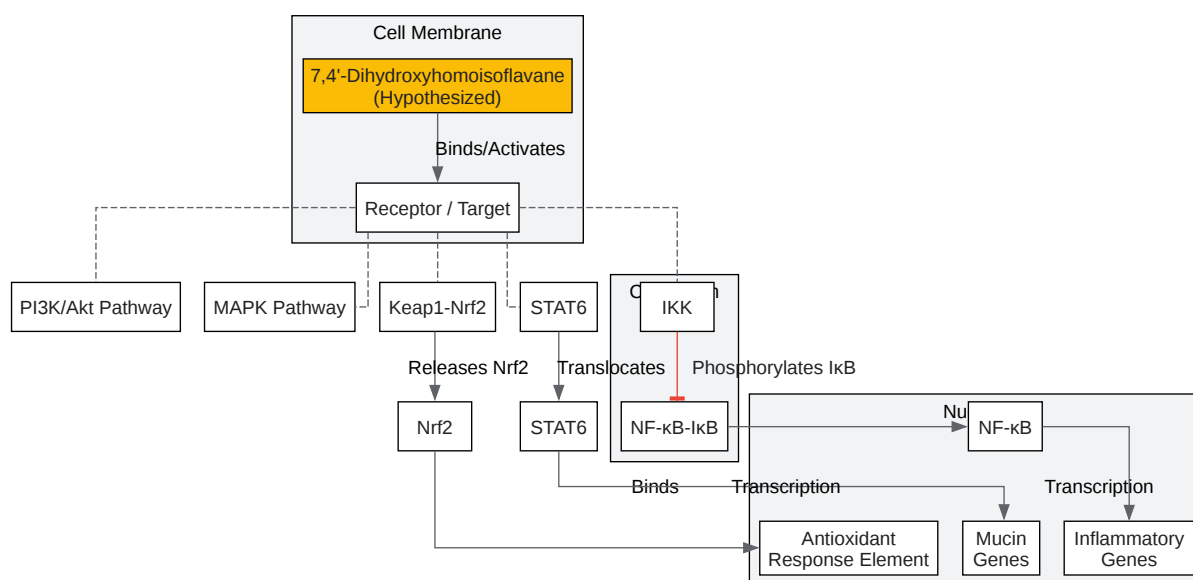 Cell Membrane
7,4'-Dihydroxyhomoisoflavane
(Hypothesized)
Binds/Activates
Receptor / Target
PI3K/Akt Pathway
MAPK Pathway
Keap1-Nrf2
STAT6
IKK
Releases Nrf2
Translocates
Phosphorylates IκB
Nrf2
STAT6
NF-κB-IκB
NF-κB
Binds
Transcription
Transcription
Antioxidant
Response Element
Mucin
Genes
Inflammatory
Genes